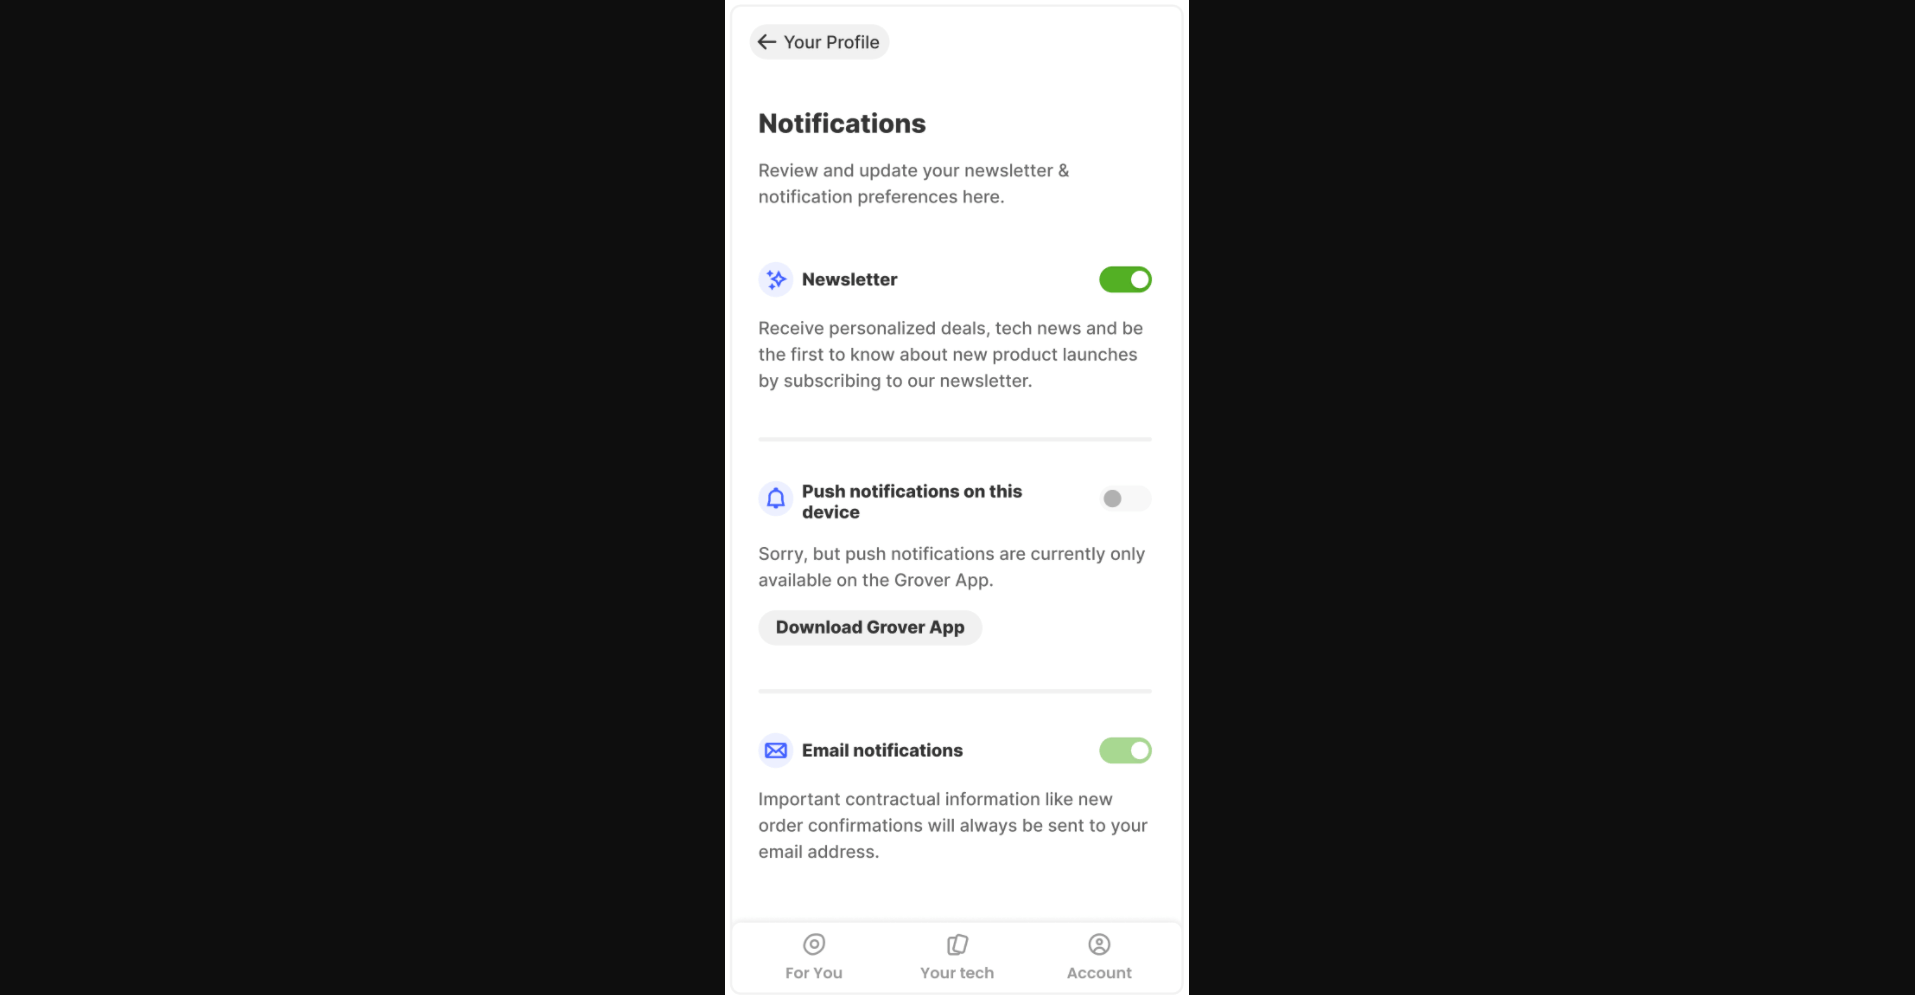 Your Profile
Notifications
Review and update your newsletter &
notification preferences here.
Newsletter
Receive personalized deals, tech news and be
the first to know about new product launches
by subscribing to our newsletter.
Push notifications on this
device
Sorry, but push notifications are currently only
available on the Grover App.
Download Grover App
Email notifications
Important contractual information like new
order confirmations will always be sent to your
email address.
For You
Your tech
Account